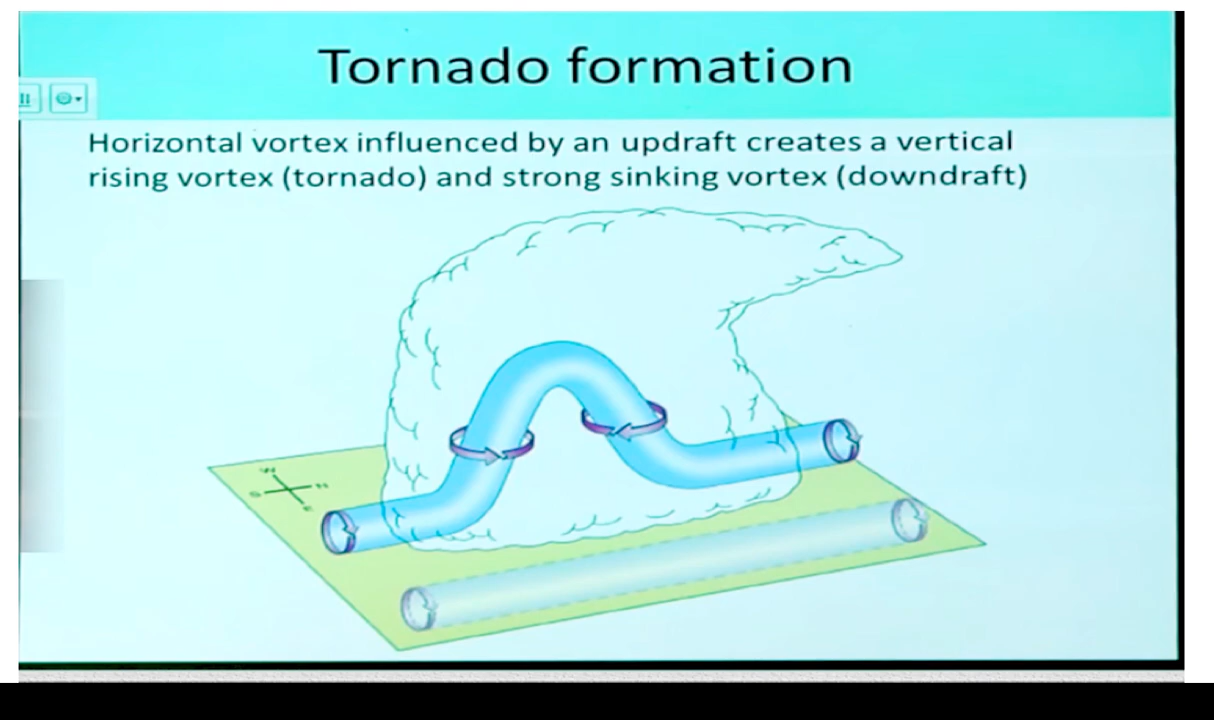 Tornado formation
Horizontal vortex influenced by an updraft creates a vertical
rising vortex (tornado) and strong sinking vortex (downdraft)
W
S
N
E